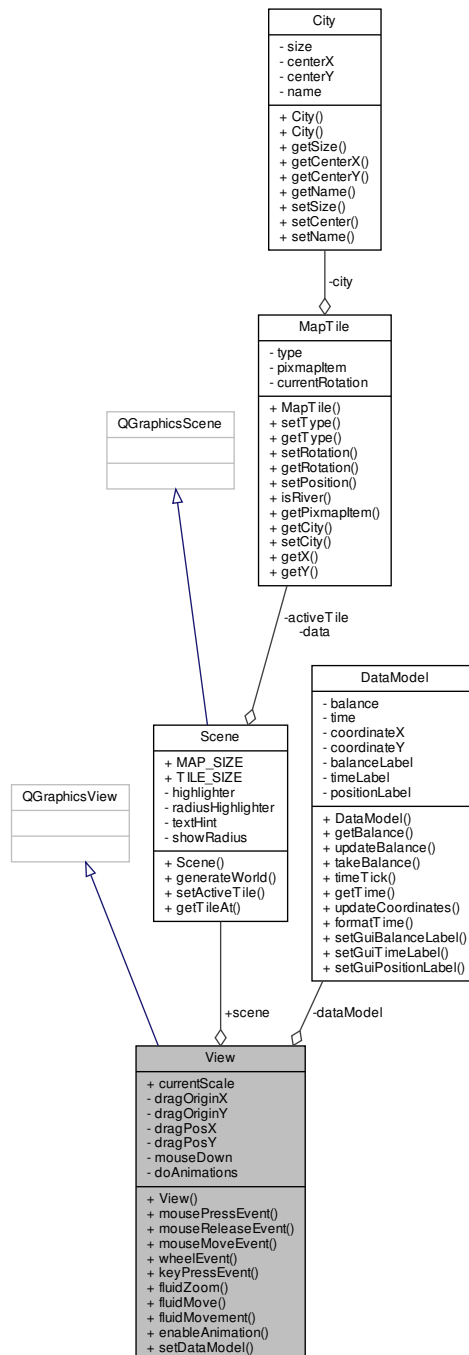 City
- size
- centerX
- centerY
- name
+ City()
+ City()
+ getSize()
+ getCenterX()
+ getCenterY()
+ getName()
+ setSize()
+ setCenter()
+ setName()
-city
MapTile
- type
- pixmapItem
- currentRotation
+ MapTile()
+ setType()
+ getType()
+ setRotation()
+ getRotation()
+ setPosition()
+ isRiver()
+ getPixmapItem()
+ getCity()
+ setCity()
+ getX()
+ getY()
QGraphicsScene
-activeTile
-data
DataModel
- balance
- time
- coordinateX
- coordinateY
- balanceLabel
- timeLabel
- positionLabel
+ DataModel()
+ getBalance()
+ updateBalance()
+ takeBalance()
+ timeTick()
+ getTime()
+ updateCoordinates()
+ formatTime()
+ setGuiBalanceLabel()
+ setGuiTimeLabel()
+ setGuiPositionLabel()
Scene
+ MAP_SIZE
+ TILE_SIZE
- highlighter
- radiusHighlighter
- textHint
- showRadius
+ Scene()
+ generateWorld()
+ setActiveTile()
+ getTileAt()
QGraphicsView
+scene
-dataModel
View
+ currentScale
- dragOriginX
- dragOriginY
- dragPosX
- dragPosY
- mouseDown
- doAnimations
+ View()
+ mousePressEvent()
+ mouseReleaseEvent()
+ mouseMoveEvent()
+ wheelEvent()
+ keyPressEvent()
+ fluidZoom()
+ fluidMove()
+ fluidMovement()
+ enableAnimation()
+ setDataModel()